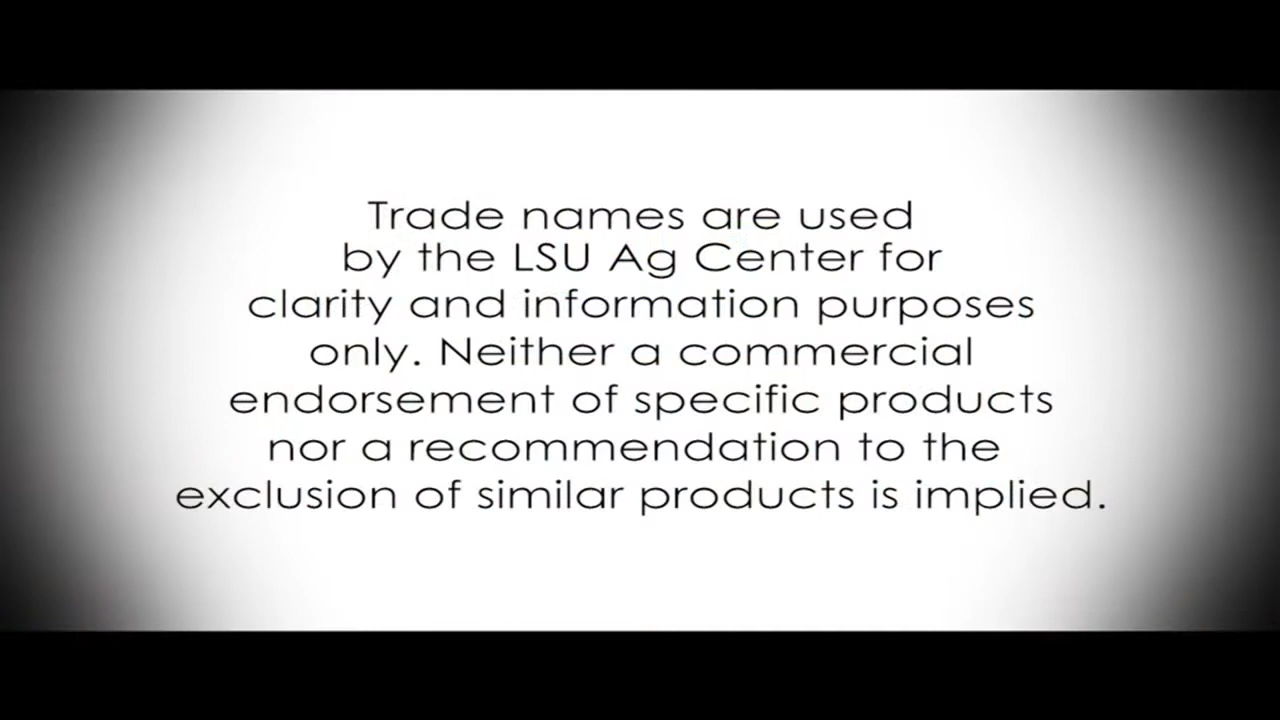 Trade names are used
by the LSU Ag Center for
clarity and information purposes
only. Neither a commercial
endorsement of specific products
nor a recommendation to the
exclusion of similar products is implied.